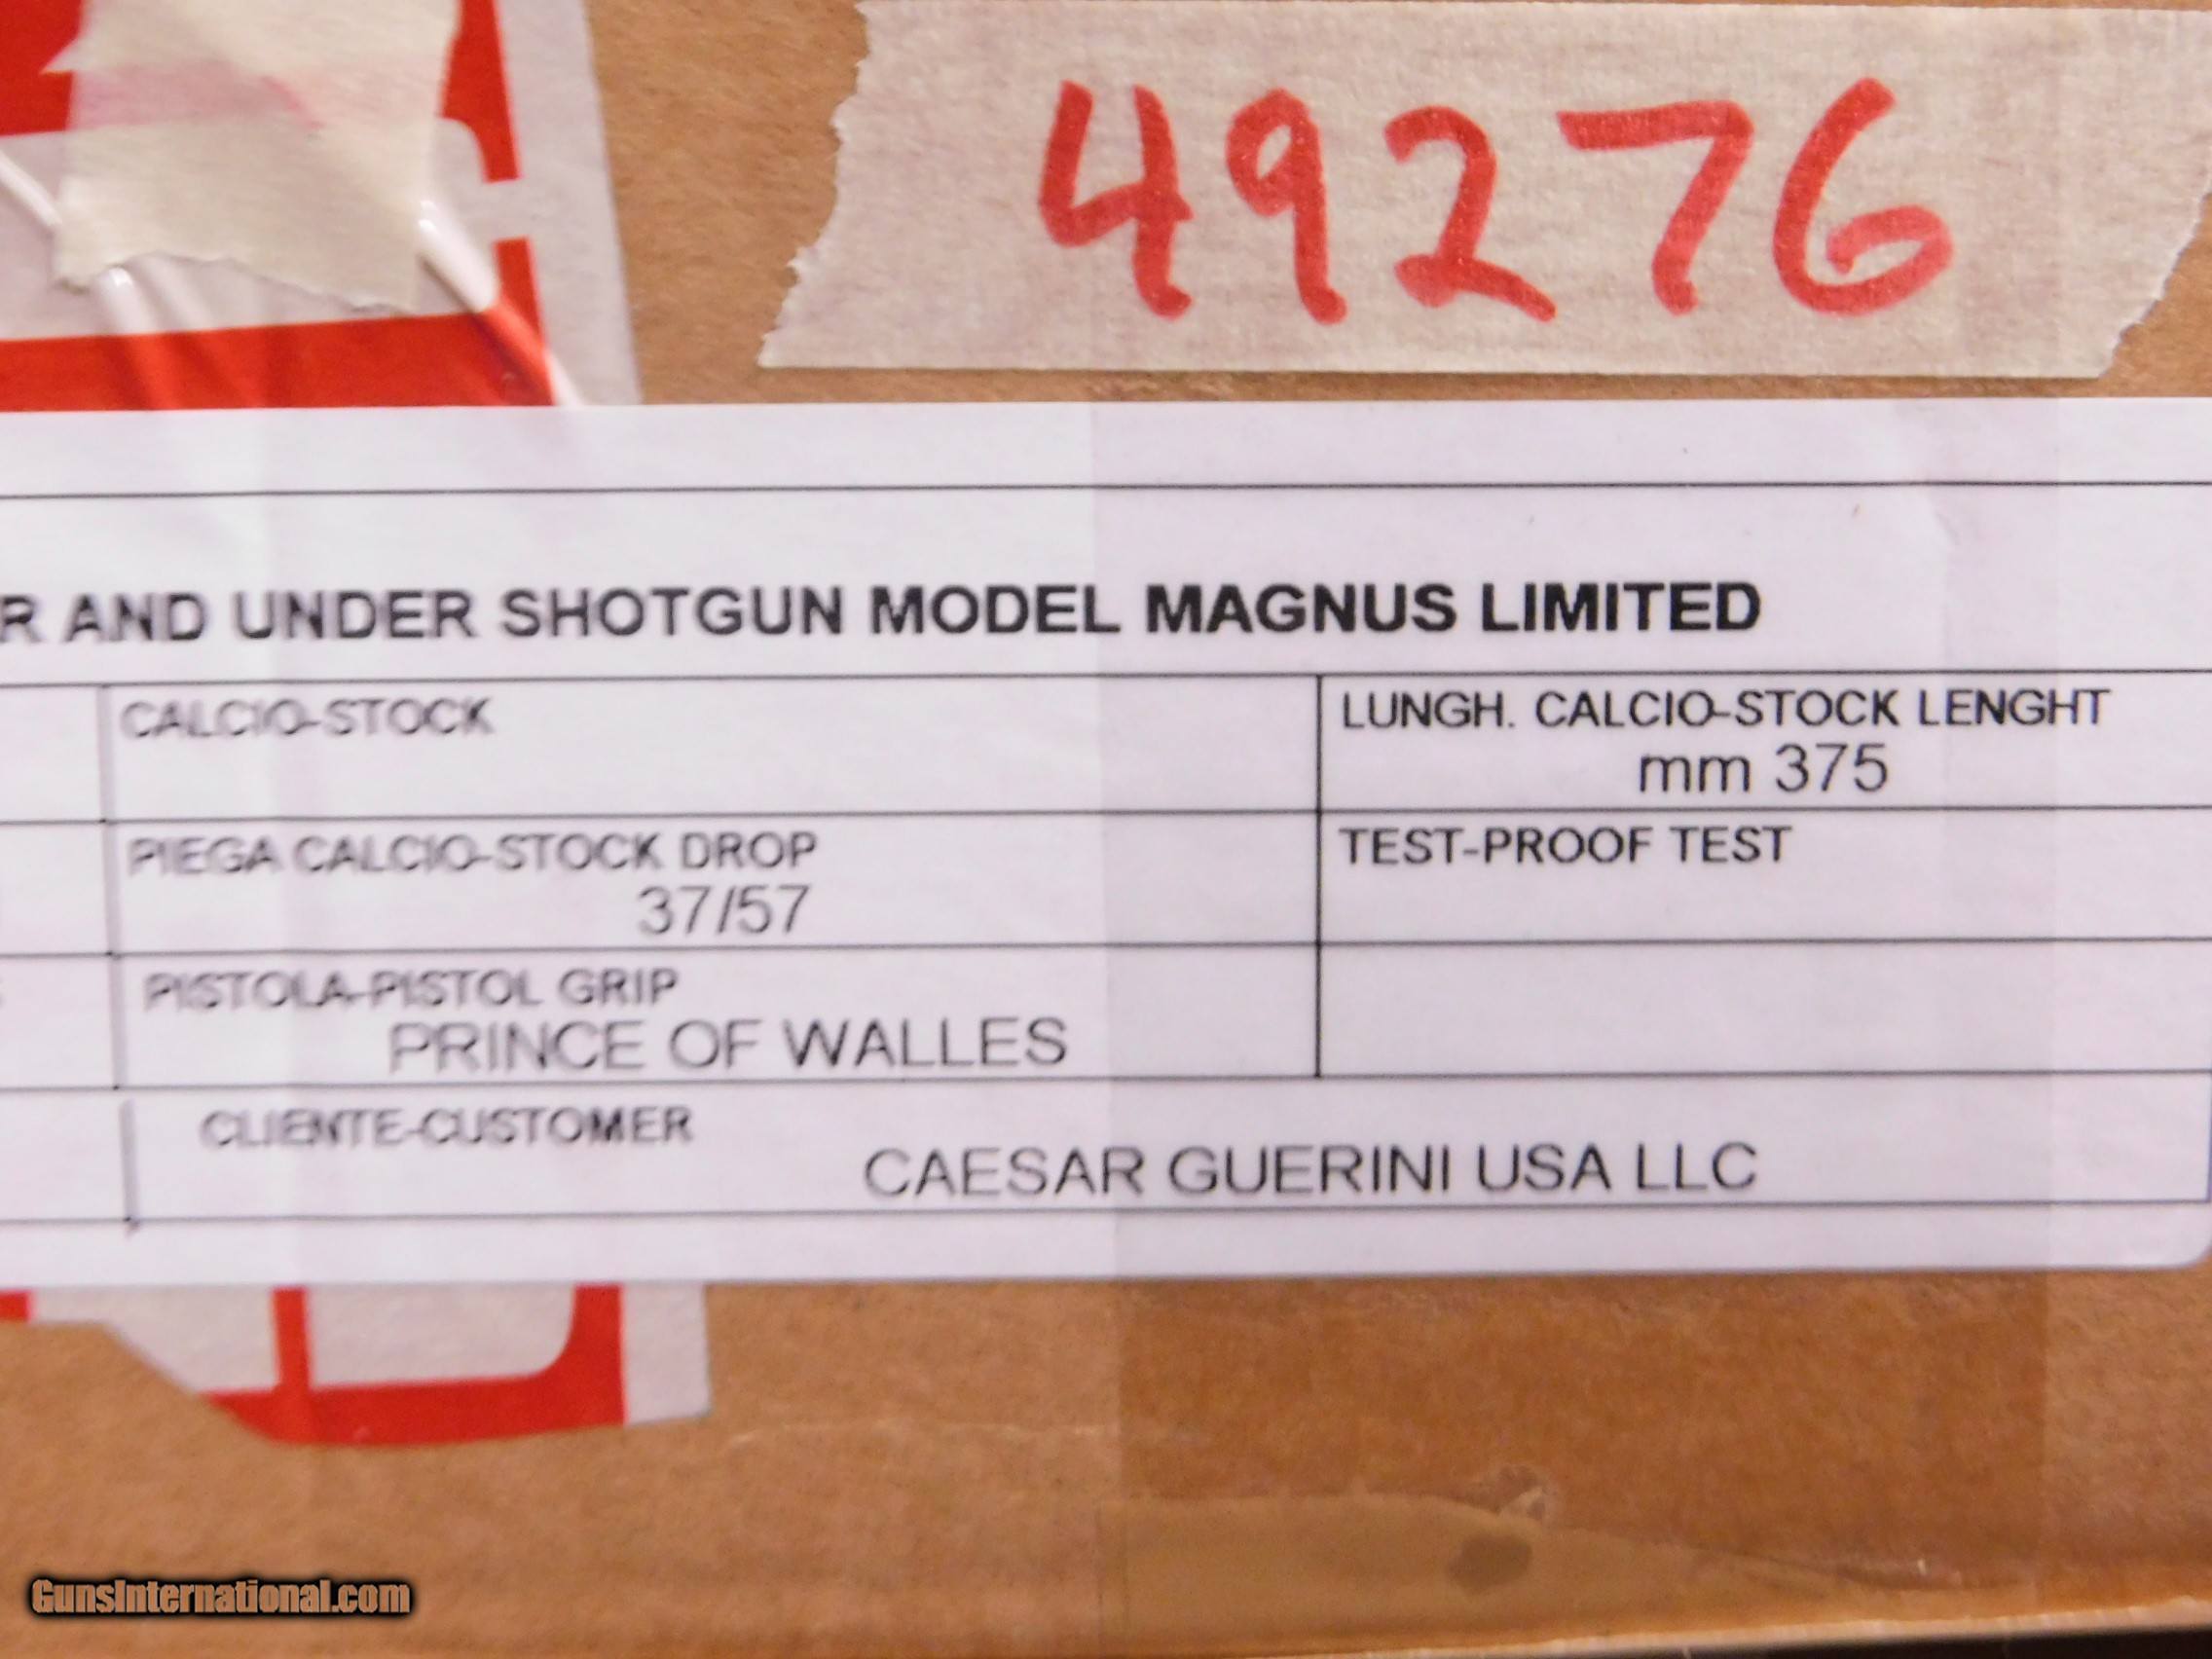 49276
R AND UNDER SHOTGUN MODEL MAGNUS LIMITED
CALCIO-STOCK
LUNGH. CALCIO-STOCK LENGHT
mm 375
PIEGA CALCIO-STOCK DROP
37/57
TEST-PROOF TEST
PISTOLA-PISTOL GRIP
PRINCE OF WALLES
CLIENTE-CUSTOMER
CAESAR GUERINI USA LLC
GunsInternational.com